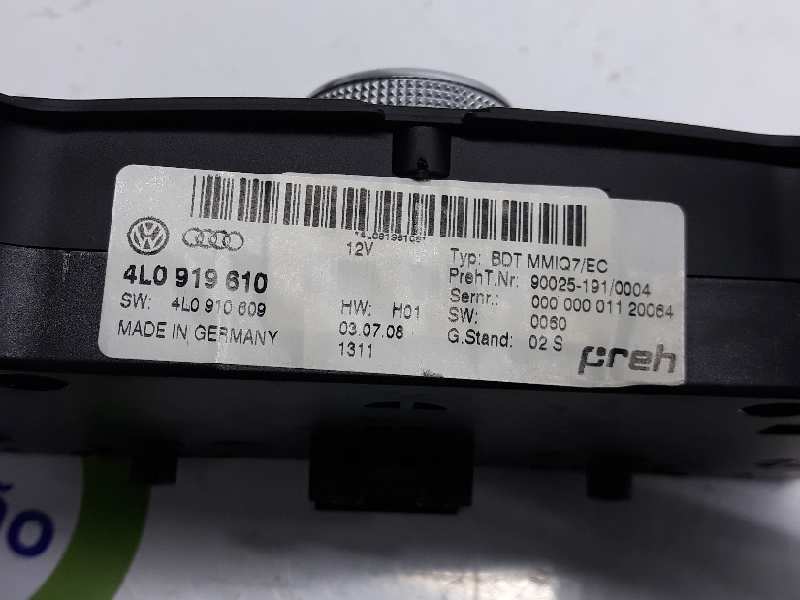 4L0 919 610
SW: 4L0 910 609
MADE IN GERMANY
12V
HW: H01
03.07.08
1311
Typ: BDT MMIQ7/EC
PrehT.Nr: 90025-191/0004
Sernr.: 000 000 011 20064
SW: 0060
G.Stand: 02 S
preh
ão